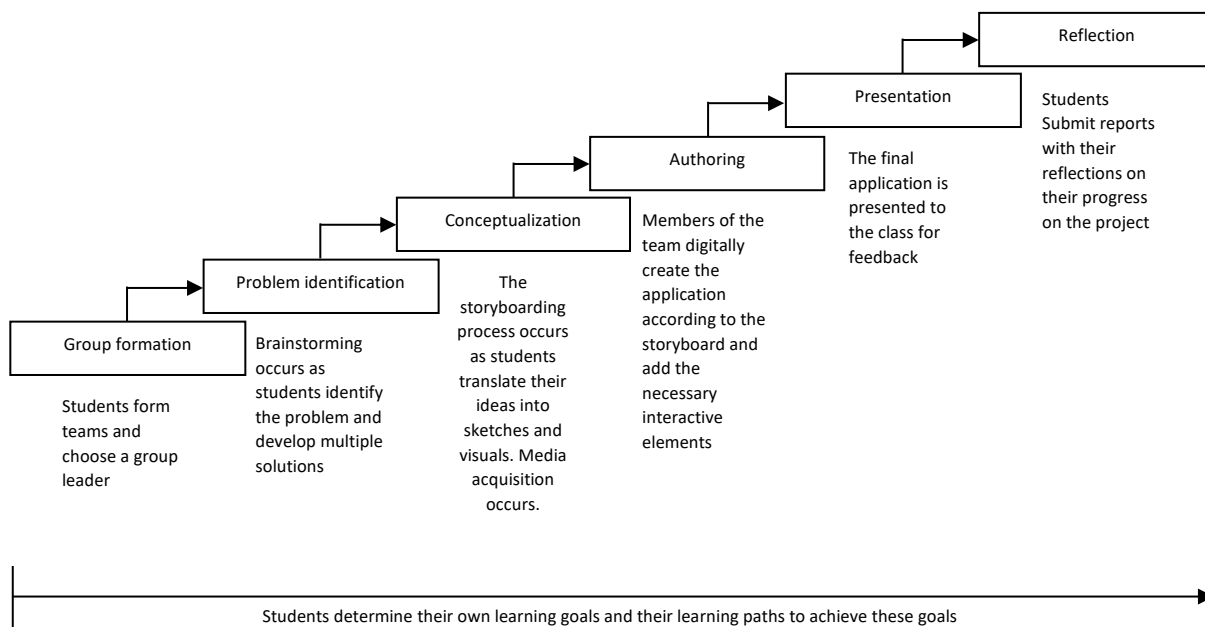 Group formation
Students form
teams and
choose a group
leader
Problem identification
Brainstorming
occurs as
students identify
the problem and
develop multiple
solutions
Conceptualization
The
storyboarding
process occurs
as students
translate their
ideas into
sketches and
visuals. Media
acquisition
occurs.
Authoring
Members of the
team digitally
create the
application
according to the
storyboard and
add the
necessary
interactive
elements
Presentation
The final
application is
presented to
the class for
feedback
Reflection
Students
Submit reports
with their
reflections on
their progress
on the project
Students determine their own learning goals and their learning paths to achieve these goals